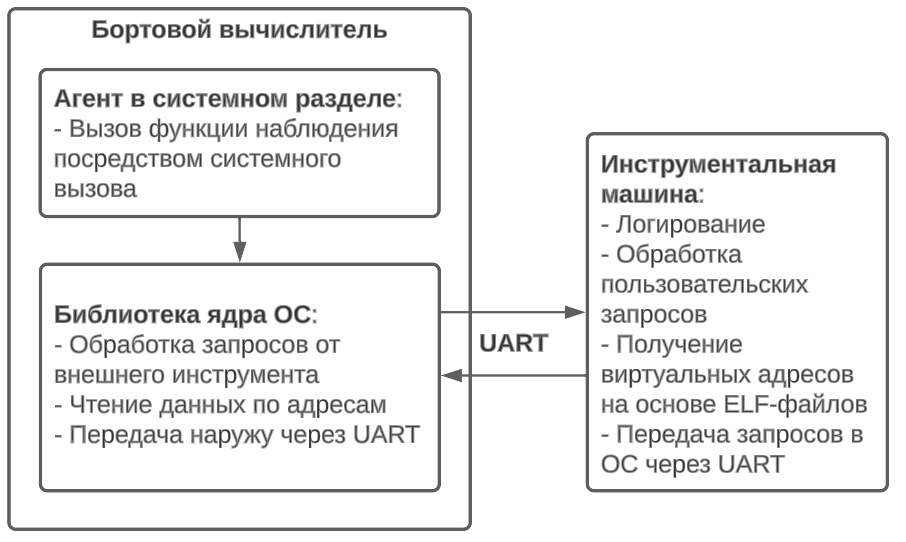 Бортовой вычислитель
Агент в системном разделе:
- Вызов функции наблюдения
посредством системного
вызова
Библиотека ядра ОС:
- Обработка запросов от
внешнего инструмента
- Чтение данных по адресам
- Передача наружу через UART
UART
Инструментальная
машина:
- Логирование
- Обработка
пользовательских
запросов
- Получение
виртуальных адресов
на основе ELF-файлов
- Передача запросов в
ОС через UART